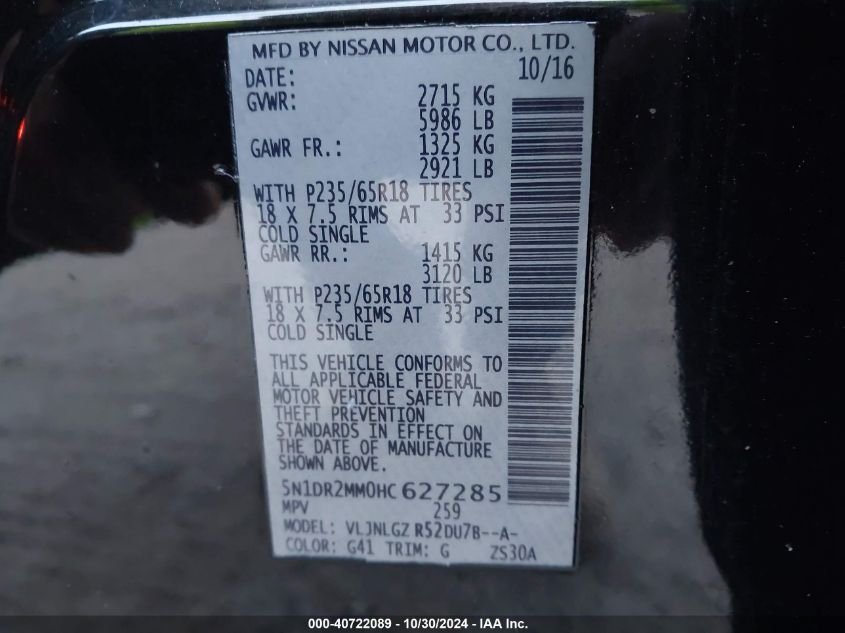 MFD BY NISSAN MOTOR CO., LTD.
DATE: 10/16
GVWR: 2715 KG
5986 LB
GAWR FR.: 1325 KG
2921 LB
WITH P235/65R18 TIRES
18 X 7.5 RIMS AT 33 PSI
COLD SINGLE
GAWR RR.: 1415 KG
3120 LB
WITH P235/65R18 TIRES
18 X 7.5 RIMS AT 33 PSI
COLD SINGLE
THIS VEHICLE CONFORMS TO
ALL APPLICABLE FEDERAL
MOTOR VEHICLE SAFETY AND
THEFT PREVENTION
STANDARDS IN EFFECT ON
THE DATE OF MANUFACTURE
SHOWN ABOVE.
5N1DR2MM0HC627285
MPV 259
MODEL: VLJNLGZ R52DU7B--A-
COLOR: G41 TRIM: G ZS30A
000-40722089 - 10/30/2024 - IAA Inc.